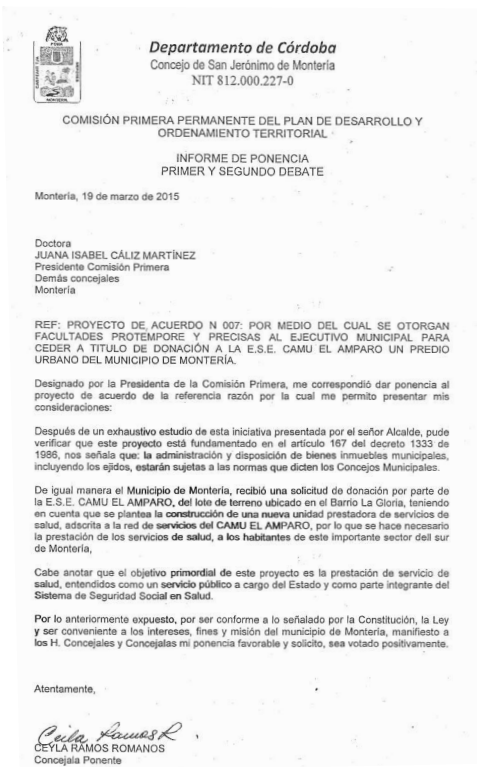 Departamento de Córdoba
Concejo de San Jerónimo de Montería
NIT 812.000.227-0
COMISIÓN PRIMERA PERMANENTE DEL PLAN DE DESARROLLO Y
ORDENAMIENTO TERRITORIAL
INFORME DE PONENCIA
PRIMER Y SEGUNDO DEBATE
Montería, 19 de marzo de 2015
Doctora
JUANA ISABEL CÁLIZ MARTÍNEZ
Presidente Comisión Primera
Demás concejales
Montería
REF: PROYECTO DE ACUERDO N 007: POR MEDIO DEL CUAL SE OTORGAN
FACULTADES PROTEMPORE Y PRECISAS AL EJECUTIVO MUNICIPAL PARA
CEDER A TITULO DE DONACIÓN A LA E.S.E. CAMU EL AMPARO UN PREDIO
URBANO DEL MUNICIPIO DE MONTERÍA.
Designado por la Presidenta de la Comisión Primera, me correspondió dar ponencia al
proyecto de acuerdo de la referencia razón por la cual me permito presentar mis
consideraciones:
Después de un exhaustivo estudio de esta iniciativa presentada por el señor Alcalde, pude
verificar que este proyecto está fundamentado en el artículo 167 del decreto 1333 de
1986, nos señala que: la administración y disposición de bienes inmuebles municipales,
incluyendo los ejidos, estarán sujetas a las normas que dicten los Concejos Municipales.
De igual manera el Municipio de Montería, recibió una solicitud de donación por parte de
la E.S.E. CAMU EL AMPARO, del lote de terreno ubicado en el Barrio La Gloria, teniendo
en cuenta que se plantea la construcción de una nueva unidad prestadora de servicios de
salud, adscrita a la red de servicios del CAMU EL AMPARO, por lo que se hace necesario
la prestación de los servicios de salud, a los habitantes de este importante sector dell sur
de Montería,
Cabe anotar que el objetivo primordial de este proyecto es la prestación de servicio de
salud, entendidos como un servicio público a cargo del Estado y como parte integrante del
Sistema de Seguridad Social en Salud.
Por lo anteriormente expuesto, por ser conforme a lo señalado por la Constitución, la Ley
y ser conveniente a los intereses, fines y misión del municipio de Montería, manifiesto a
los H. Concejales y Concejalas mi ponencia favorable y solicito, sea votado positivamente.
Atentamente,
Ceila Ramos R
CEYLA RAMOS ROMANOS
Concejala Ponente